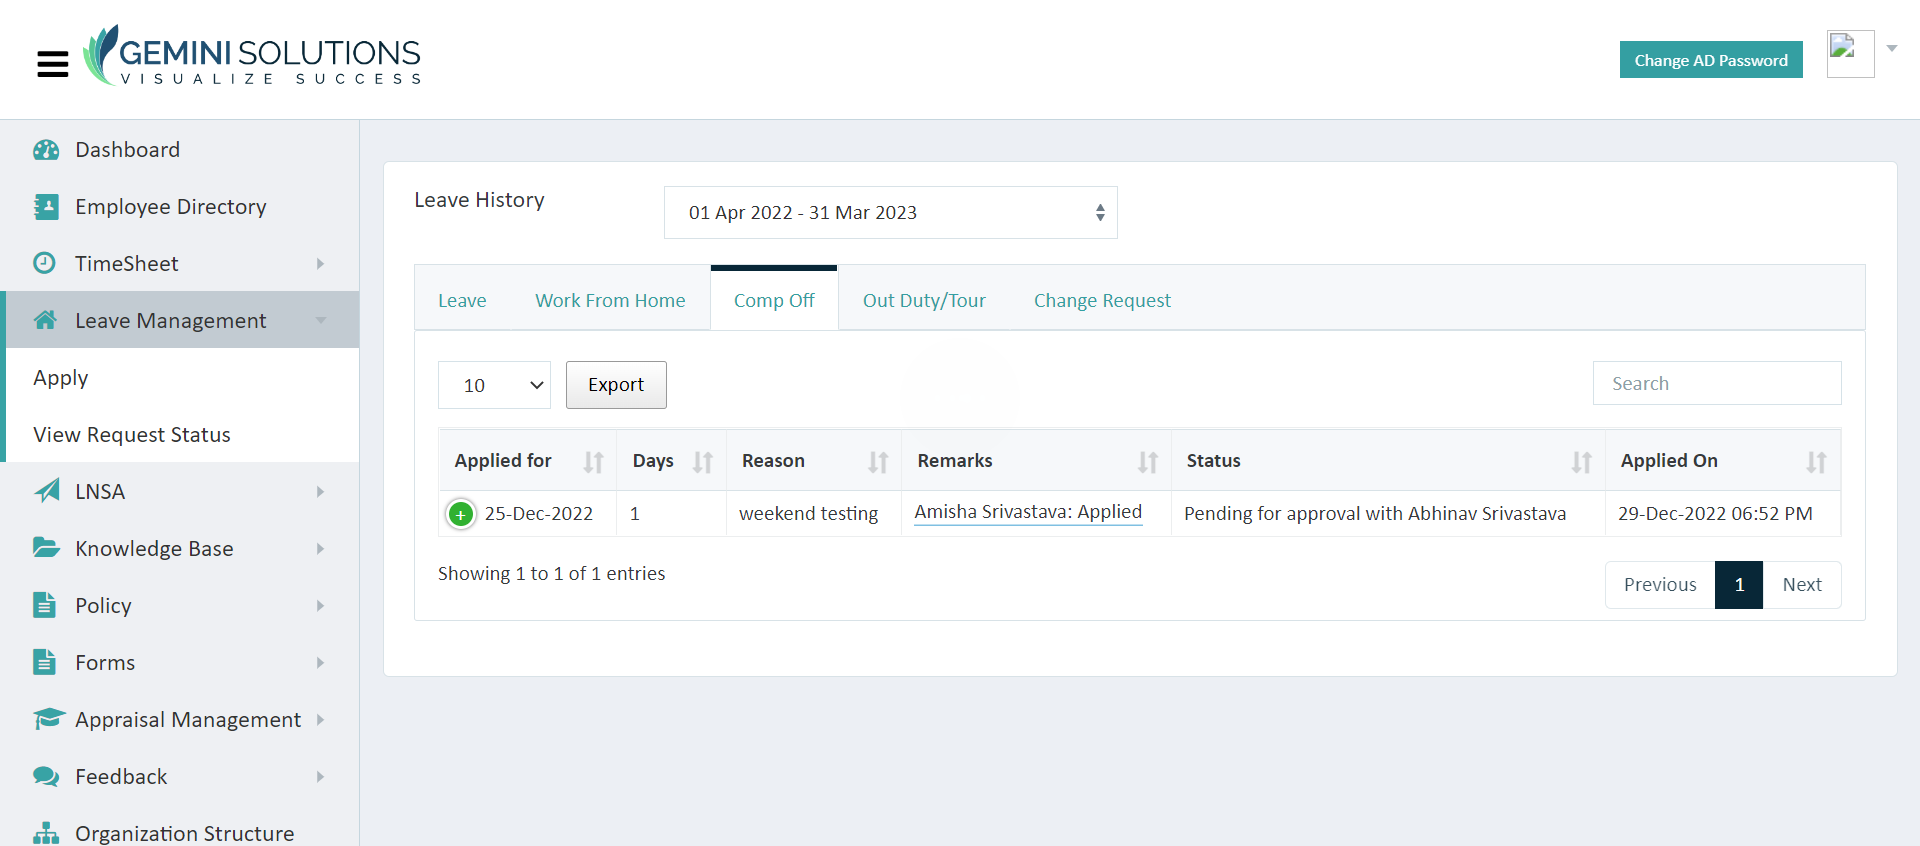 GEMINI SOLUTIONS
VISUALIZE SUCCESS
Change AD Password
Dashboard
Employee Directory
TimeSheet
Leave Management
Apply
View Request Status
LNSA
Knowledge Base
Policy
Forms
Appraisal Management
Feedback
Organization Structure
Leave History
01 Apr 2022 - 31 Mar 2023
Leave Work From Home Comp Off Out Duty/Tour Change Request
10 Export Search
Applied for Days Reason Remarks Status Applied On
25-Dec-2022 1 weekend testing Amisha Srivastava: Applied Pending for approval with Abhinav Srivastava 29-Dec-2022 06:52 PM
Showing 1 to 1 of 1 entries
Previous 1 Next